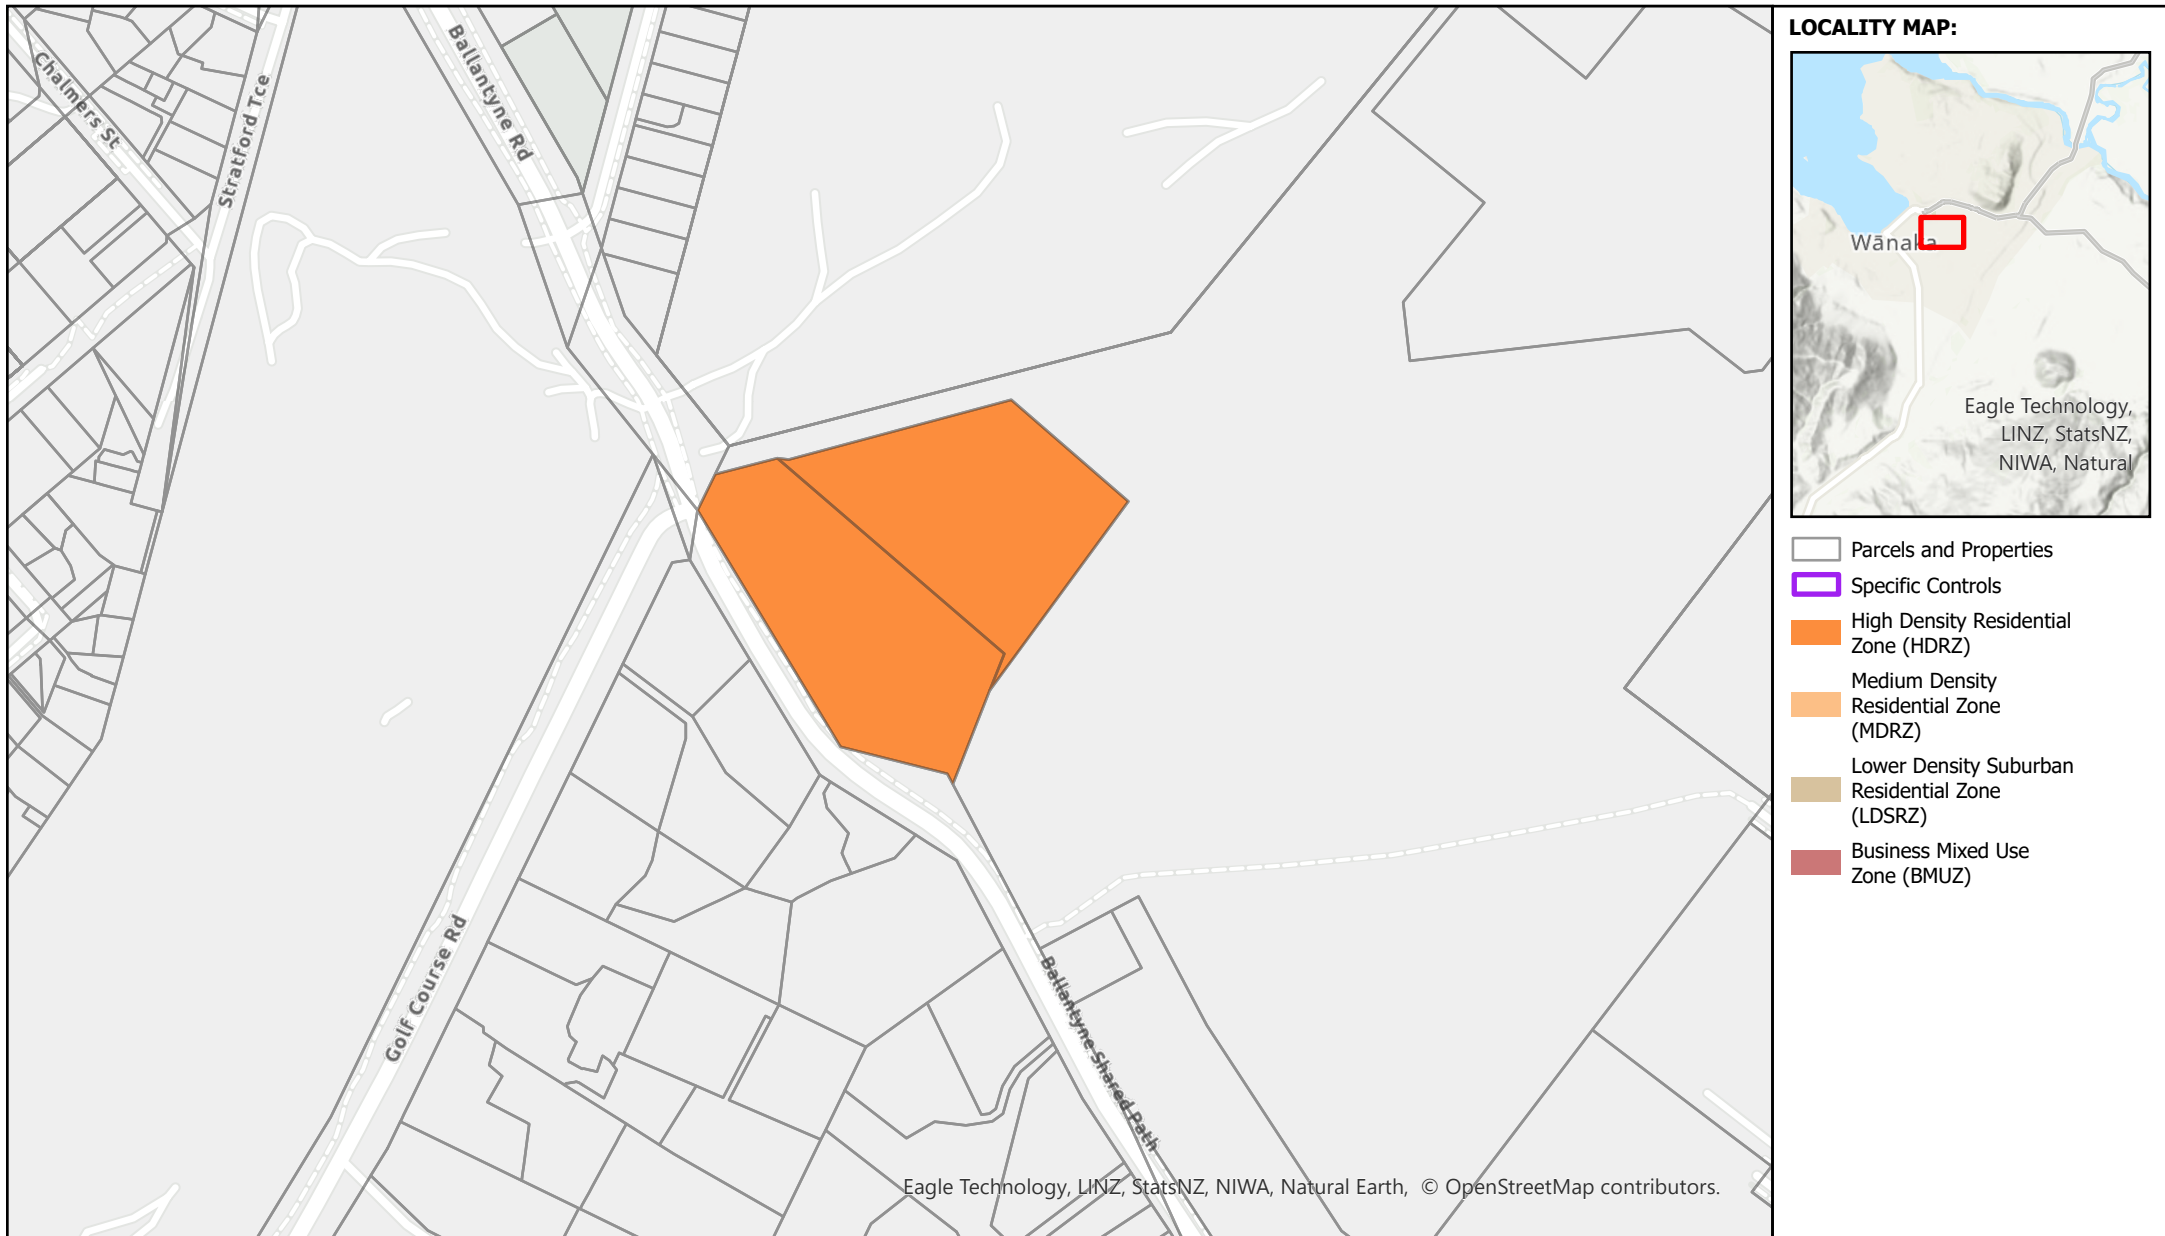 Chalmers St
Stratford Tce
Ballantyne Rd
Golf Course Rd
Ballantyne Shared Path
Eagle Technology, LINZ, StatsNZ, NIWA, Natural Earth, © OpenStreetMap contributors.
LOCALITY MAP:
Wānaka
Eagle Technology,
LINZ, StatsNZ,
NIWA, Natural
Parcels and Properties
Specific Controls
High Density Residential
Zone (HDRZ)
Medium Density
Residential Zone
(MDRZ)
Lower Density Suburban
Residential Zone
(LDSRZ)
Business Mixed Use
Zone (BMUZ)